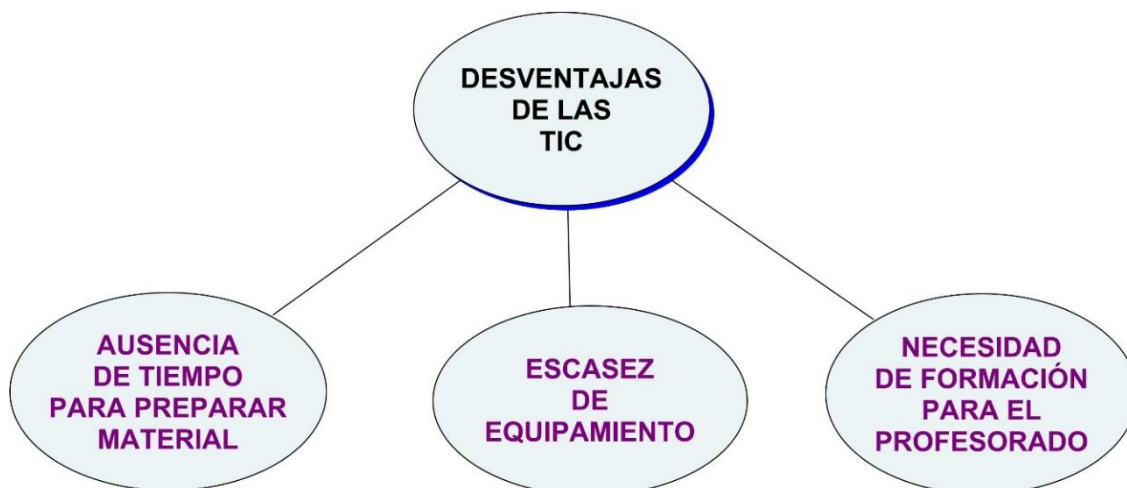 DESVENTAJAS
DE LAS
TIC
AUSENCIA
DE TIEMPO
PARA PREPARAR
MATERIAL
ESCASEZ
DE
EQUIPAMIENTO
NECESIDAD
DE FORMACIÓN
PARA EL
PROFESORADO